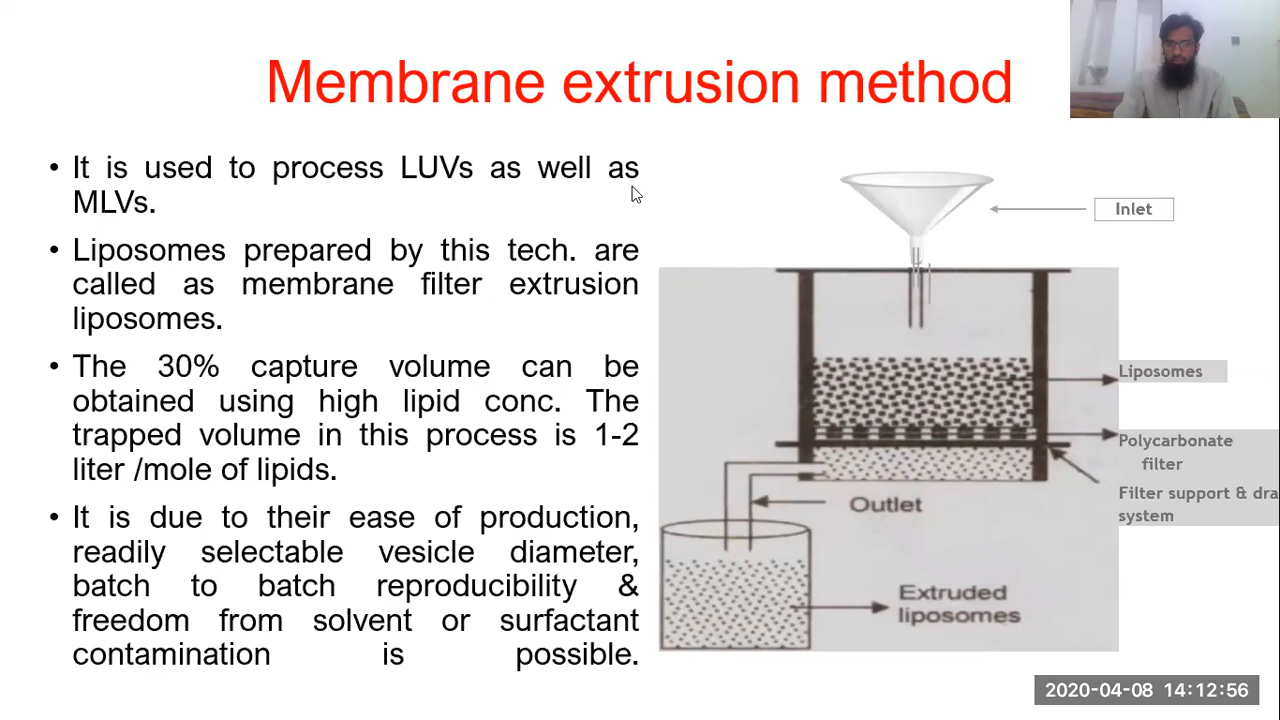 Membrane extrusion method
• It is used to process LUVs as well as
MLVs.
• Liposomes prepared by this tech. are
called as membrane filter extrusion
liposomes.
• The 30% capture volume can be
obtained using high lipid conc. The
trapped volume in this process is 1-2
liter /mole of lipids.
• It is due to their ease of production,
readily selectable vesicle diameter,
batch to batch reproducibility &
freedom from solvent or surfactant
contamination is possible.
Inlet
Liposomes
Polycarbonate
filter
Filter support & dra
system
Outlet
Extruded
liposomes
2020-04-08 14:12:56